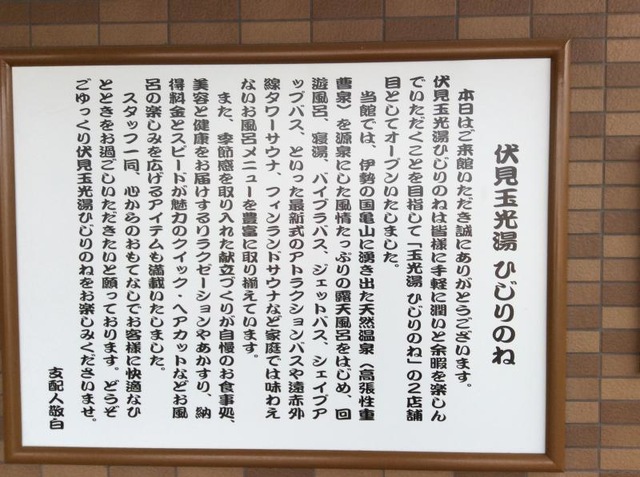 伏見玉光湯 ひじりのね
本日はご来館いただき誠にありがとうございます。
伏見玉光湯ひじりのねは皆様に手軽に潤いと余暇を楽しん
でいただくことを目指して「玉光湯 ひじりのね」の2店舗
目としてオープンいたしました。
当館では、伊勢の国亀山に湧き出た天然温泉（高張性重
曹泉）を源泉にした風情たっぷりの露天風呂をはじめ、回
遊風呂、寝湯、バイブラバス、ジェットバス、シェイプア
ップバス、といった最新式のアトラクションバスや遠赤外
線タワーサウナ、フィンランドサウナなど家庭では味わえ
ないお風呂メニューを豊富に取り揃えています。
また、季節感を取り入れた献立づくりが自慢のお食事処、
美容と健康をお届けするリラクゼーションやあかすり、納
得料金とスピードが魅力のクイック・ヘアカットなどお風
呂の楽しみを広げるアイテムも満載いたしました。
スタッフ一同、心からのおもてなしでお客様に快適なひ
とときをお過ごしいただきたいと願っております。どうぞ
ごゆっくり伏見玉光湯ひじりのねをお楽しみくださいませ。
支配人敬白